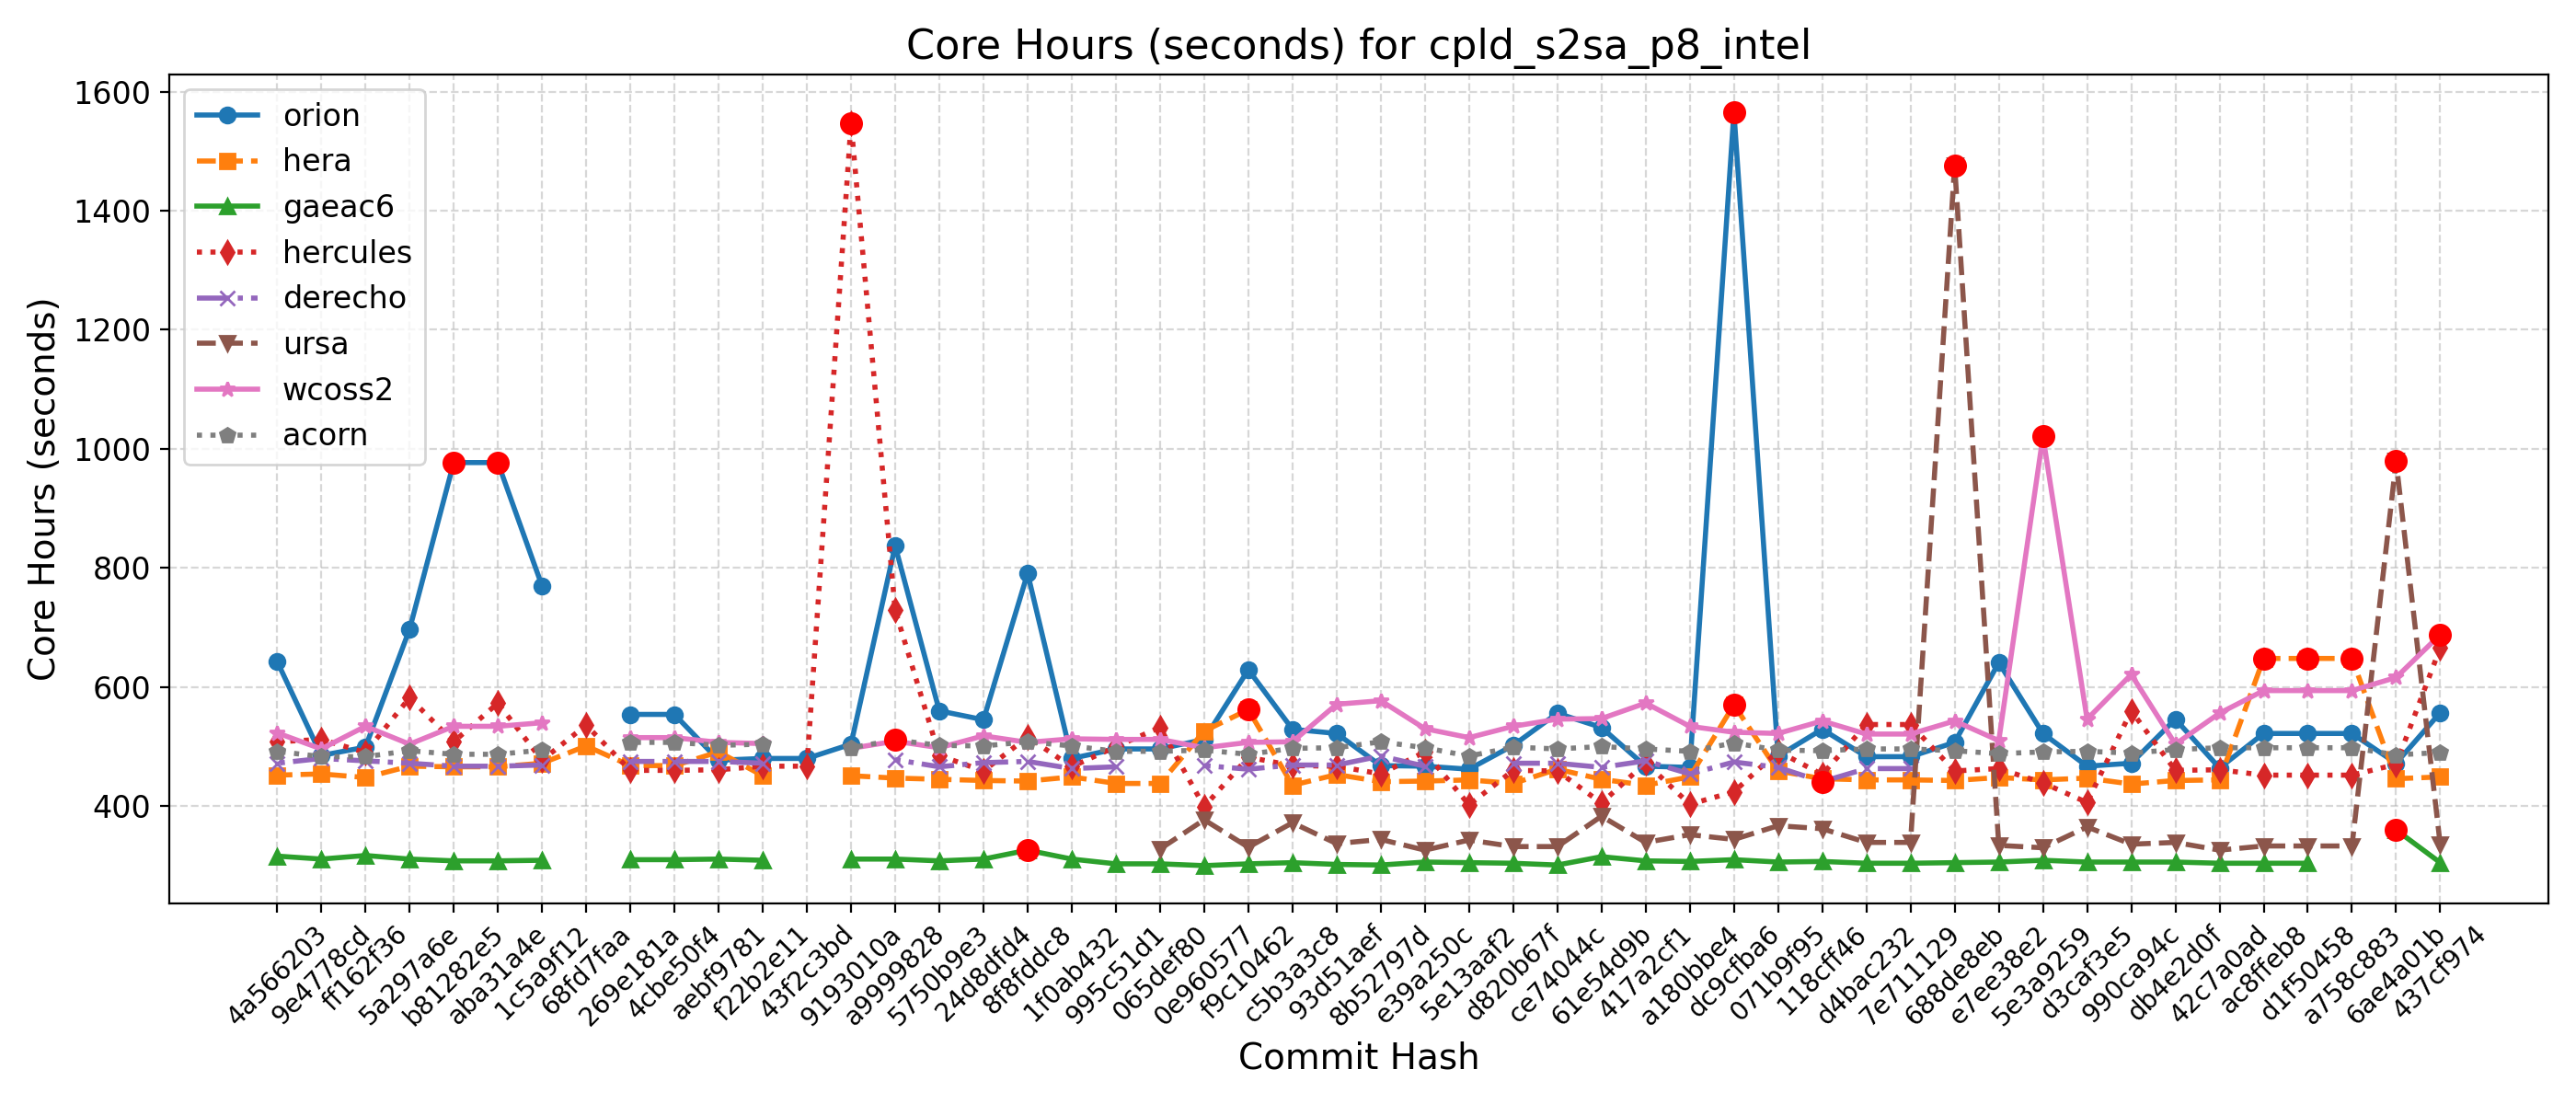 Core Hours (seconds) for cpld_s2sa_p8_intel
Core Hours (seconds)
1600
1400
1200
1000
800
600
400
orion
hera
gaeac6
hercules
derecho
ursa
wcoss2
acorn
4a566203
9e4778cd
ff162f36
5a297a6e
b81282e5
aba31a4e
1c5a9f12
68fd7faa
269e181a
4cbe50f4
aebf9781
f22b2e11
43f2c3bd
9193010a
a9999828
5750b9e3
24d8dfd4
8f8fddc8
1f0ab432
995c51d1
065def80
0e960577
f9c10462
c5b3a3c8
93d51aef
8b52797d
e39a250c
5e13aaf2
d820b67f
ce74044c
61e54d9b
417a2cf1
a180bbe4
dc9cfba6
071b9f95
118cff46
d4bac232
7e711129
688de8eb
e7ee38e2
5e3a9259
d3caf3e5
990ca94c
db4e2d0f
42c7a0ad
ac8ffeb8
d1f50458
a758c883
6ae4a01b
437cf974
Commit Hash